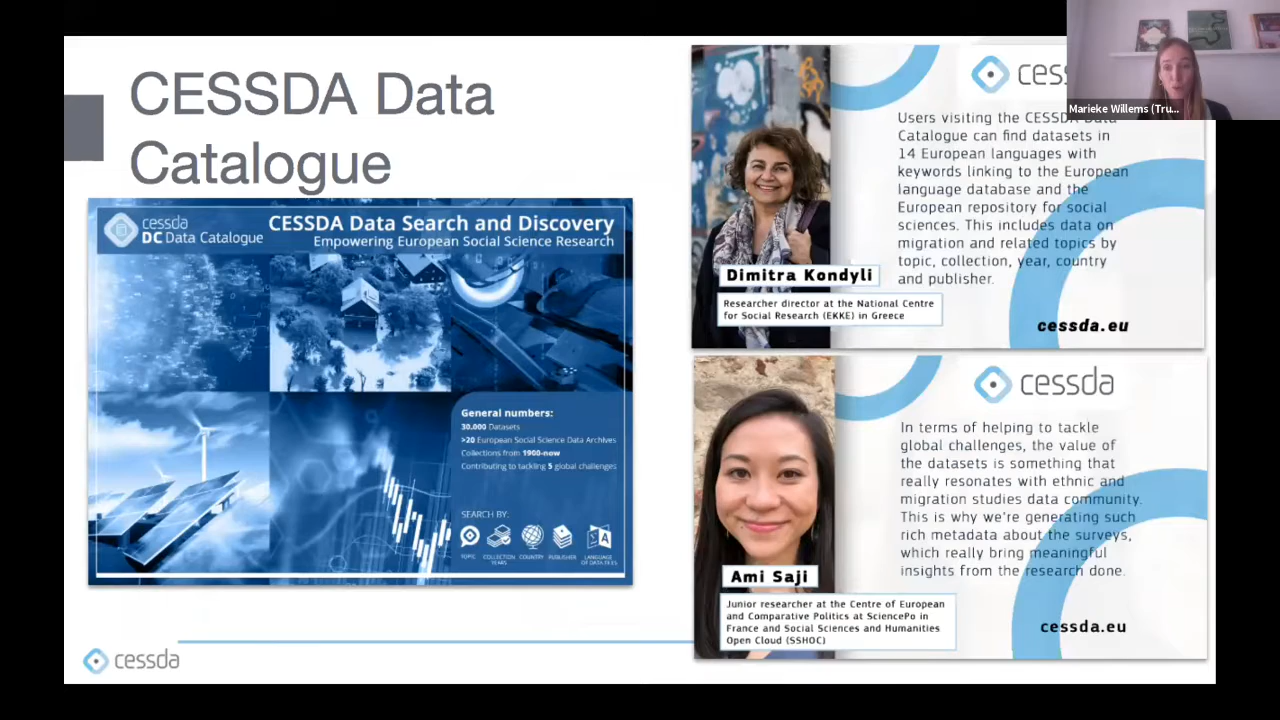 CESSDA Data
Catalogue
cessda
DC Data Catalogue
CESSDA Data Search and Discovery
Empowering European Social Science Research
General numbers:
30.000 Datasets
>20 European Social Science Data Archives
Collections from 1900-now
Contributing to tackling 5 global challenges
SEARCH BY:
TOPIC
COLLECTION
YEARS
COUNTRY
PUBLISHER
LANGUAGE
OF DATA FILES
cessda
ces
Users visiting the CESSDA Data
Catalogue can find datasets in
14 European languages with
keywords linking to the European
language database and the
European repository for social
sciences. This includes data on
migration and related topics by
topic, collection, year, country
and publisher.
Dimitra Kondyli
Researcher director at the National Centre
for Social Research (EKKE) in Greece
cessda.eu
cessda
In terms of helping to tackle
global challenges, the value of
the datasets is something that
really resonates with ethnic and
migration studies data community.
This is why we're generating such
rich metadata about the surveys,
which really bring meaningful
insights from the research done.
Ami Saji
Junior researcher at the Centre of European
and Comparative Politics at SciencePo in
France and Social Sciences and Humanities
Open Cloud (SSHOC)
cessda.eu
Marieke Willems (Tru...